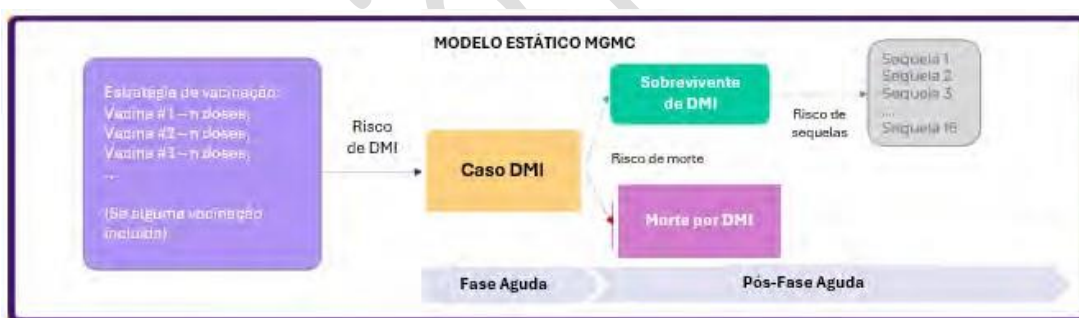 MODELO ESTÁTICO MGMC
Estratégia de vacinação:
Vacina #1 – n doses,
Vacina #2 – n doses,
Vacina #3 – n doses,
...
(Se alguma vacinação
incluída)
Risco
de DMI
Caso DMI
Sobrevivente
de DMI
Risco de morte
Morte por DMI
Risco de
sequelas
Sequela 1
Sequela 2
Sequela 3
....
Sequela 16
Fase Aguda
Pós-Fase Aguda